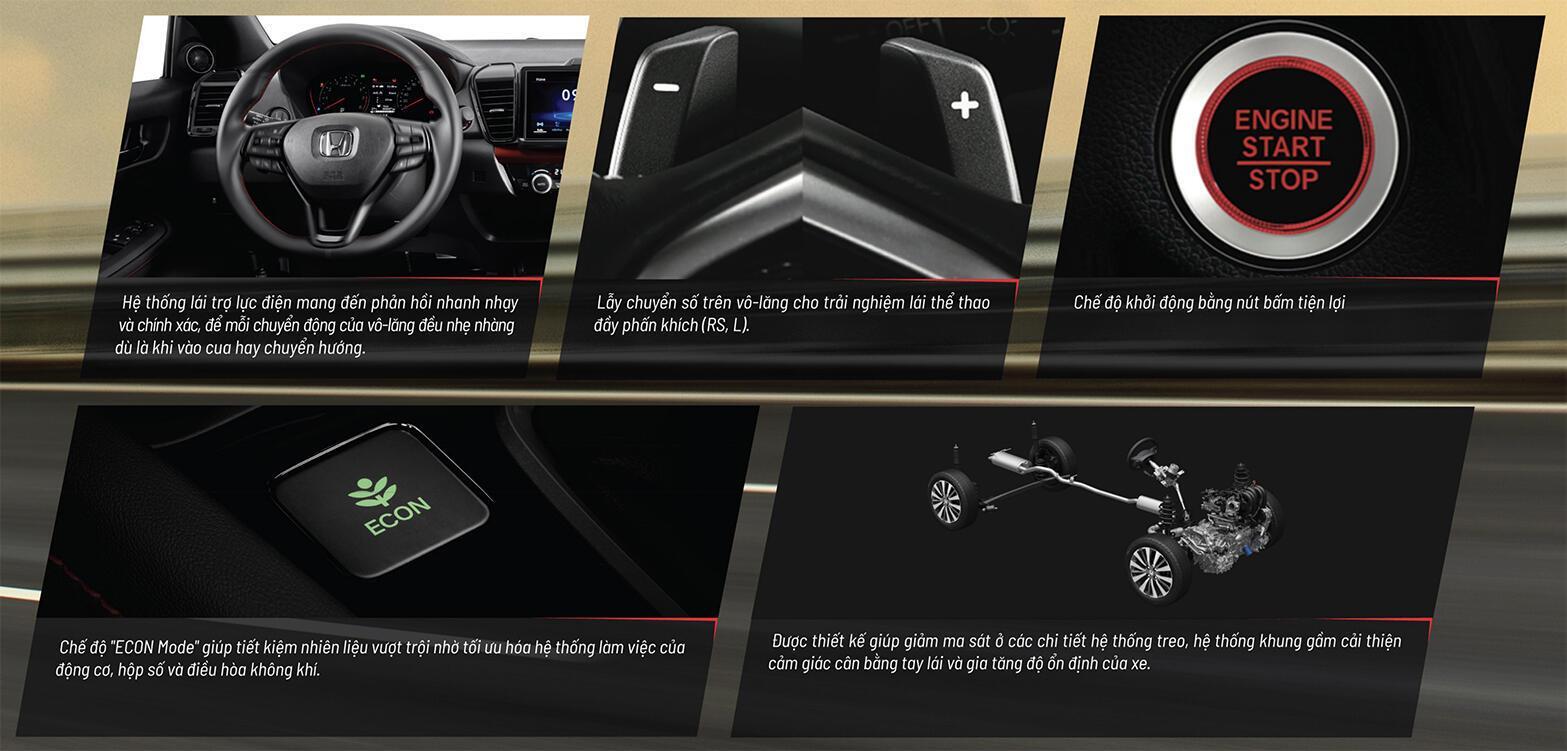 Hệ thống lái trợ lực điện mang đến phản hồi nhanh nhạy
và chính xác, để mỗi chuyển động của vô-lăng đều nhẹ nhàng
dù là khi vào cua hay chuyển hướng.
OFF
−
+
Lẫy chuyển số trên vô-lăng cho trải nghiệm lái thể thao
đầy phấn khích (RS, L).
ENGINE
START
STOP
Chế độ khởi động bằng nút bấm tiện lợi
ECON
Chế độ "ECON Mode" giúp tiết kiệm nhiên liệu vượt trội nhờ tối ưu hóa hệ thống làm việc của
động cơ, hộp số và điều hòa không khí.
Được thiết kế giúp giảm ma sát ở các chi tiết hệ thống treo, hệ thống khung gầm cải thiện
cảm giác cân bằng tay lái và gia tăng độ ổn định của xe.